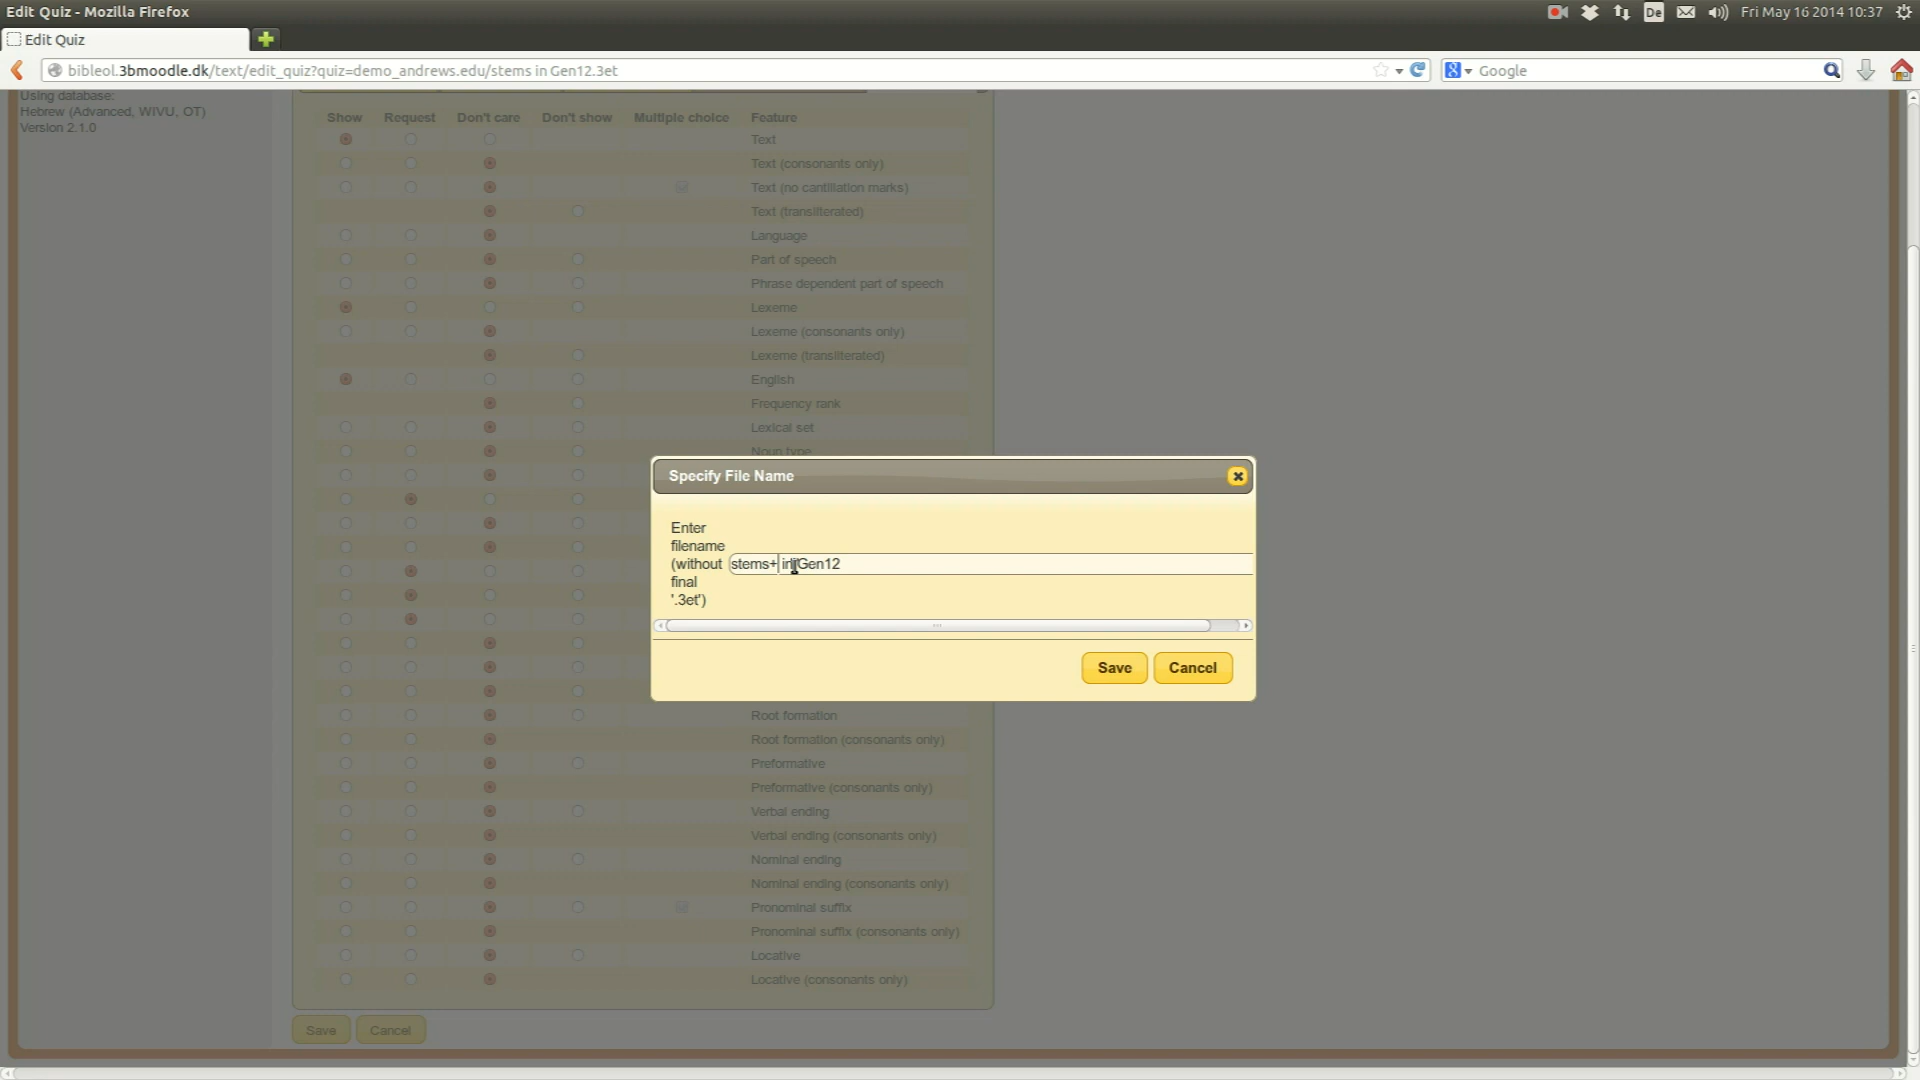 Edit Quiz - Mozilla Firefox
De
Fri May 16 2014 10:37
Edit Quiz
bibleol.3bmoodle.dk/text/edit_quiz?quiz=demo_andrews.edu/stems in Gen12.3et
Google
Using database:
Hebrew (Advanced, WIVU, OT)
Version 2.1.0
Show Request Don't care Don't show Multiple choice Feature
Text
Text (consonants only)
Text (no cantillation marks)
Text (transliterated)
Language
Part of speech
Phrase dependent part of speech
Lexeme
Lexeme (consonants only)
Lexeme (transliterated)
English
Frequency rank
Lexical set
Noun type
Specify File Name
Enter
filename
(without
final
'.3et')
stems+ in Gen12
Save Cancel
Root formation
Root formation (consonants only)
Preformative
Preformative (consonants only)
Verbal ending
Verbal ending (consonants only)
Nominal ending
Nominal ending (consonants only)
Pronominal suffix
Pronominal suffix (consonants only)
Locative
Locative (consonants only)
Save Cancel